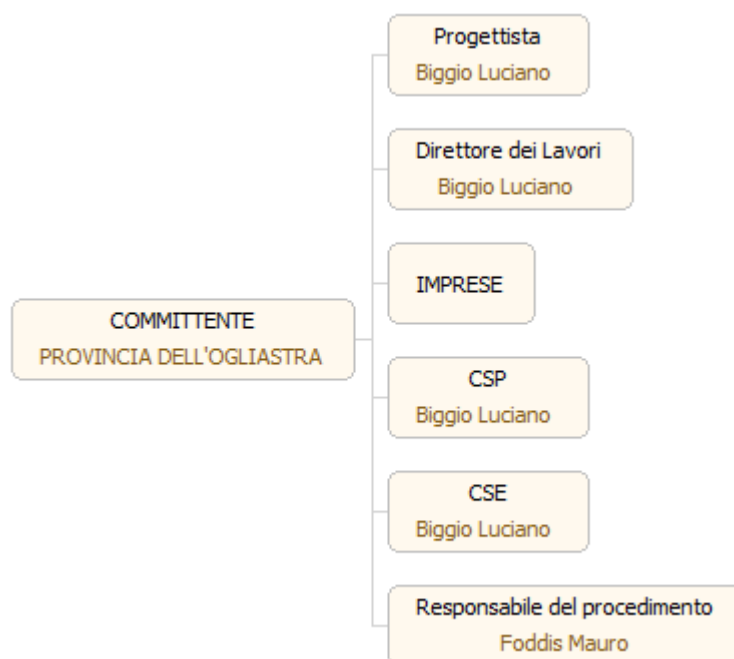 Progettista
Biggio Luciano
Direttore dei Lavori
Biggio Luciano
IMPRESE
COMMITTENTE
PROVINCIA DELL'OGLIASTRA
CSP
Biggio Luciano
CSE
Biggio Luciano
Responsabile del procedimento
Foddis Mauro